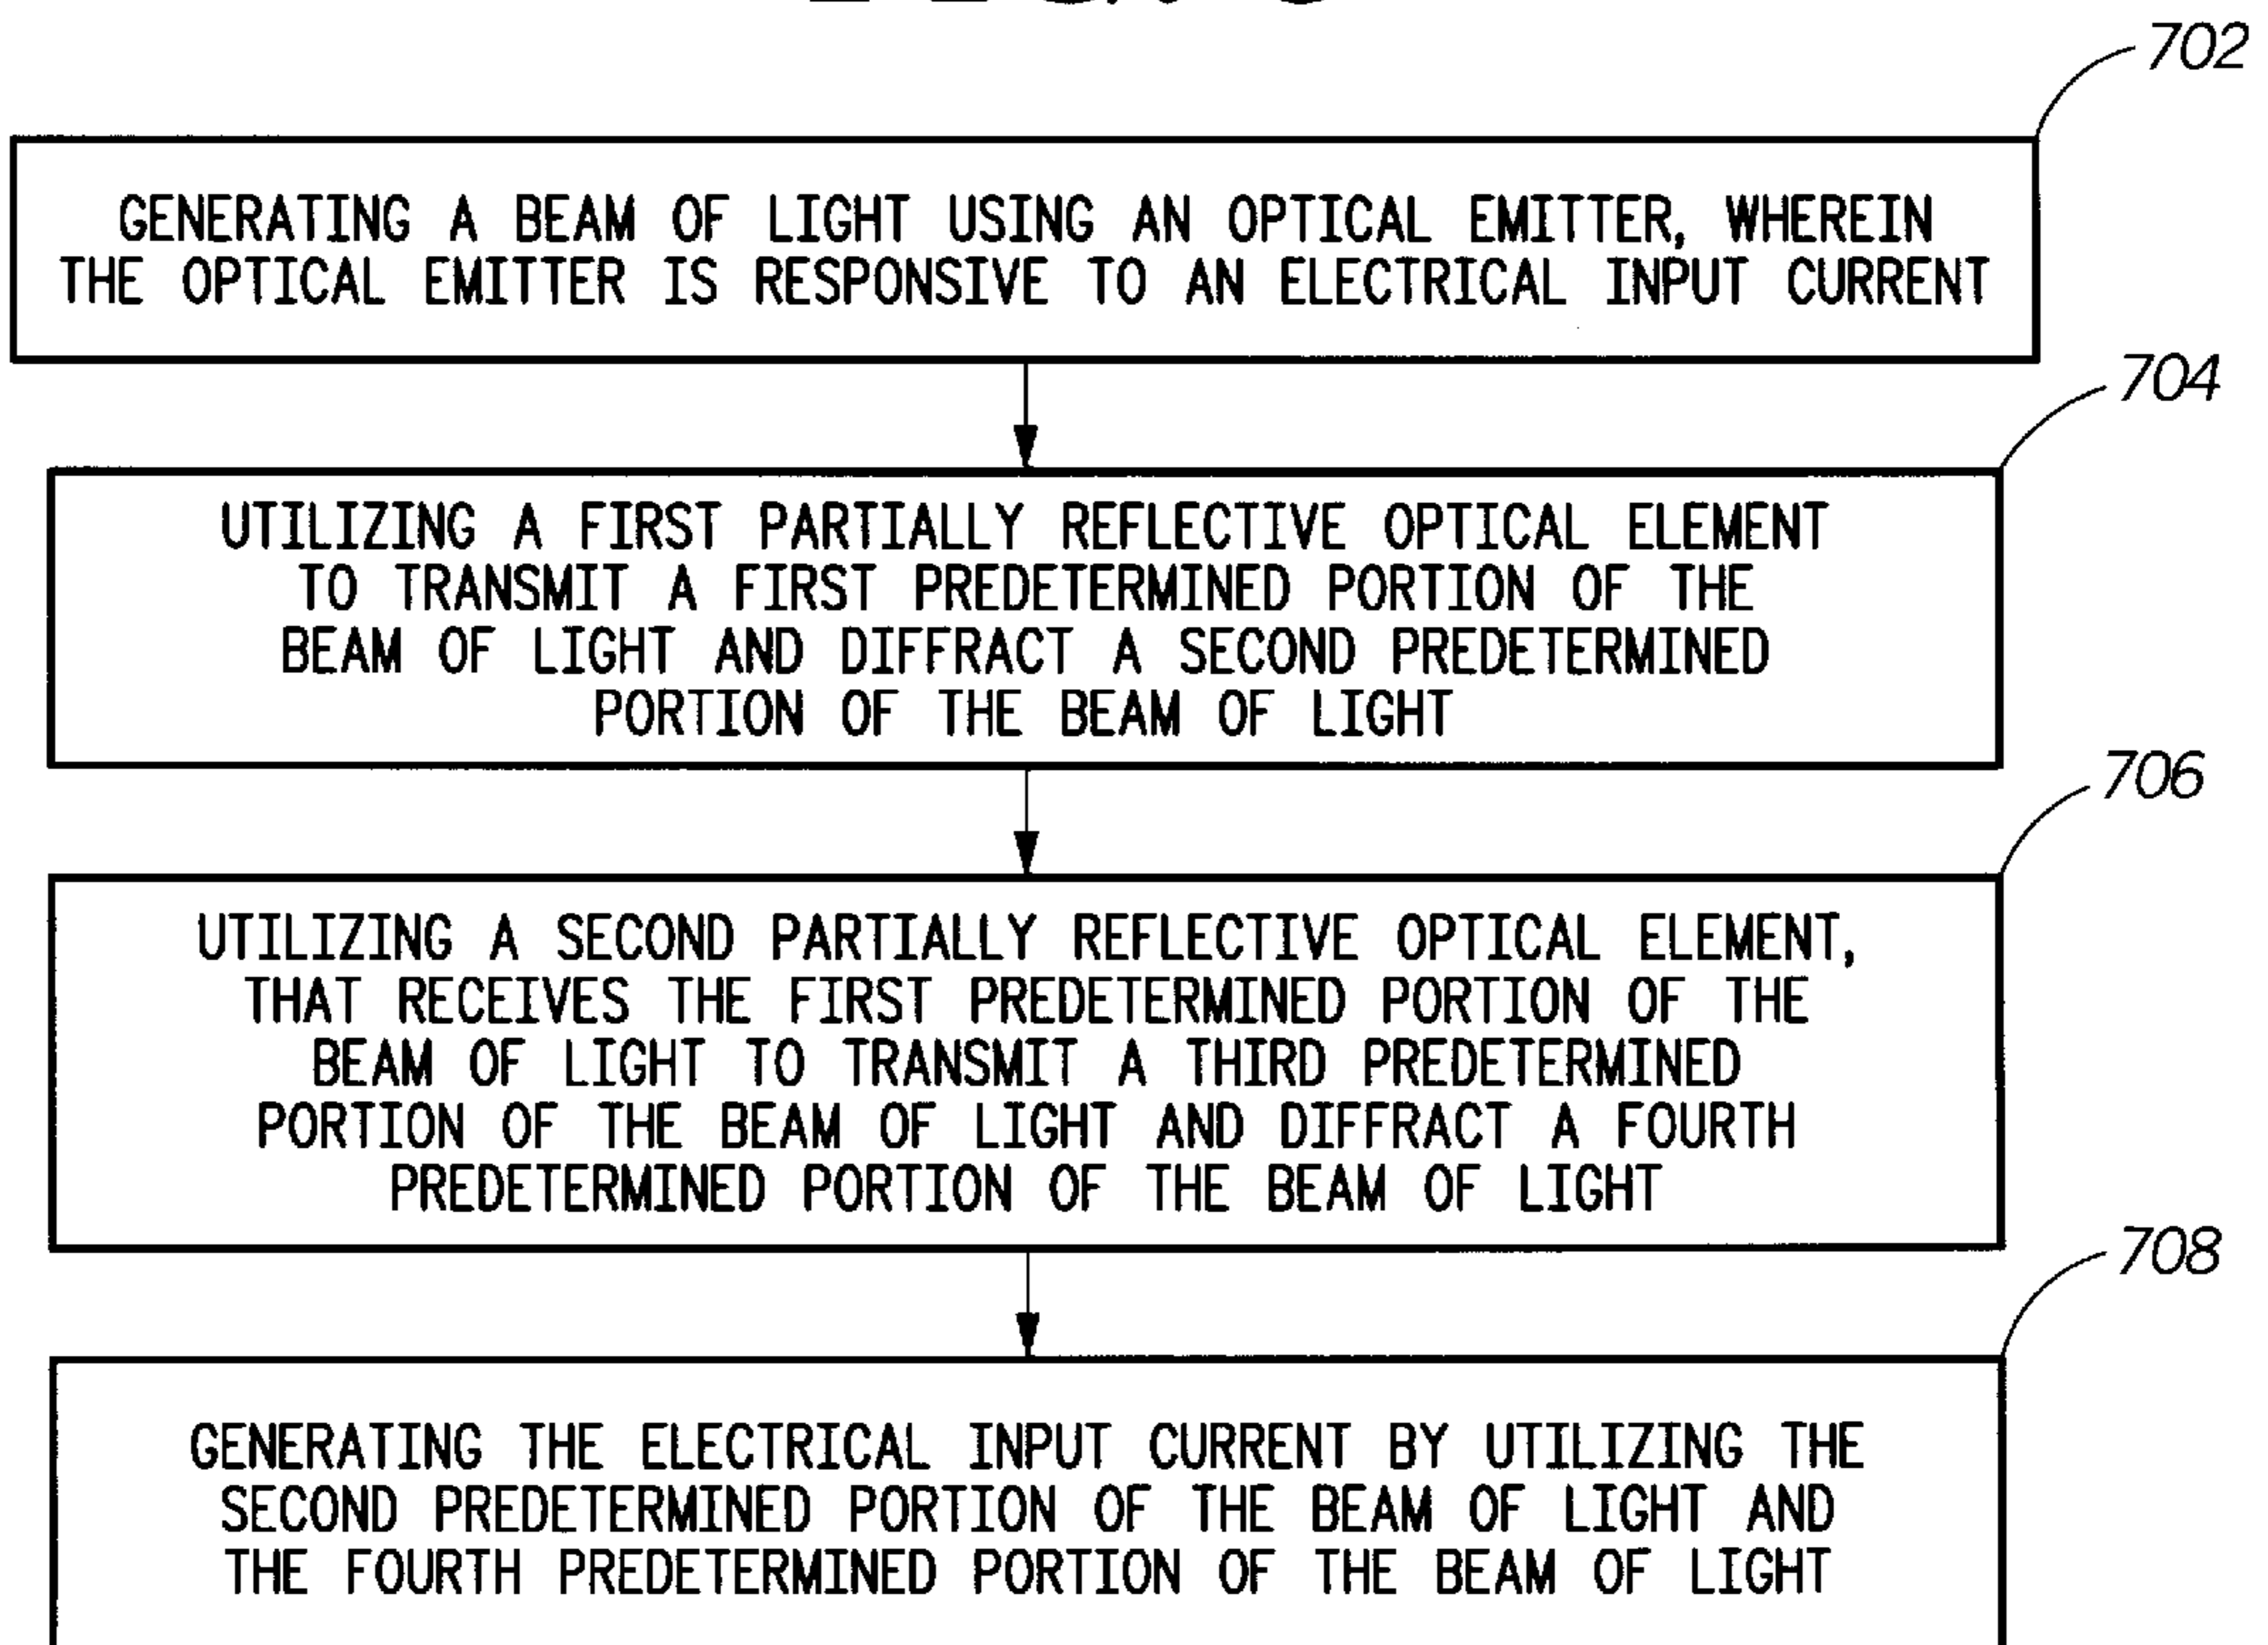 702
GENERATING A BEAM OF LIGHT USING AN OPTICAL EMITTER, WHEREIN
THE OPTICAL EMITTER IS RESPONSIVE TO AN ELECTRICAL INPUT CURRENT
704
UTILIZING A FIRST PARTIALLY REFLECTIVE OPTICAL ELEMENT
TO TRANSMIT A FIRST PREDETERMINED PORTION OF THE
BEAM OF LIGHT AND DIFFRACT A SECOND PREDETERMINED
PORTION OF THE BEAM OF LIGHT
706
UTILIZING A SECOND PARTIALLY REFLECTIVE OPTICAL ELEMENT,
THAT RECEIVES THE FIRST PREDETERMINED PORTION OF THE
BEAM OF LIGHT TO TRANSMIT A THIRD PREDETERMINED
PORTION OF THE BEAM OF LIGHT AND DIFFRACT A FOURTH
PREDETERMINED PORTION OF THE BEAM OF LIGHT
708
GENERATING THE ELECTRICAL INPUT CURRENT BY UTILIZING THE
SECOND PREDETERMINED PORTION OF THE BEAM OF LIGHT AND
THE FOURTH PREDETERMINED PORTION OF THE BEAM OF LIGHT